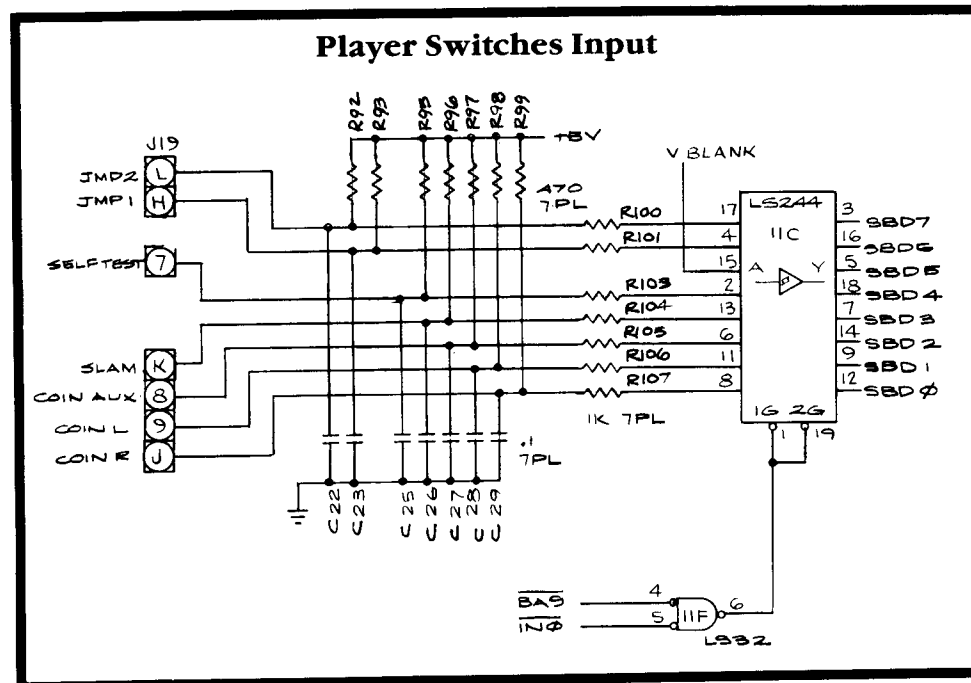 Player Switches Input
R92
R93
R95
R96
R97
R98
R99
+5V
J19
JMP2
L
JMP1
H
SELFTEST
7
SLAM
K
COIN AUX
8
COIN L
9
COIN R
J
470
7PL
V BLANK
R100
R101
R103
R104
R105
R106
R107
1K 7PL
.1
7PL
C22
C23
C25
C26
C27
C28
C29
LS244
11C
A
Y
17
4
15
2
13
6
11
8
3
16
5
18
7
14
9
12
SBD7
SBD6
SBD5
SBD4
SBD3
SBD2
SBD1
SBDØ
1G 2G
1
19
BA9
INØ
4
5
11F
6
LS32